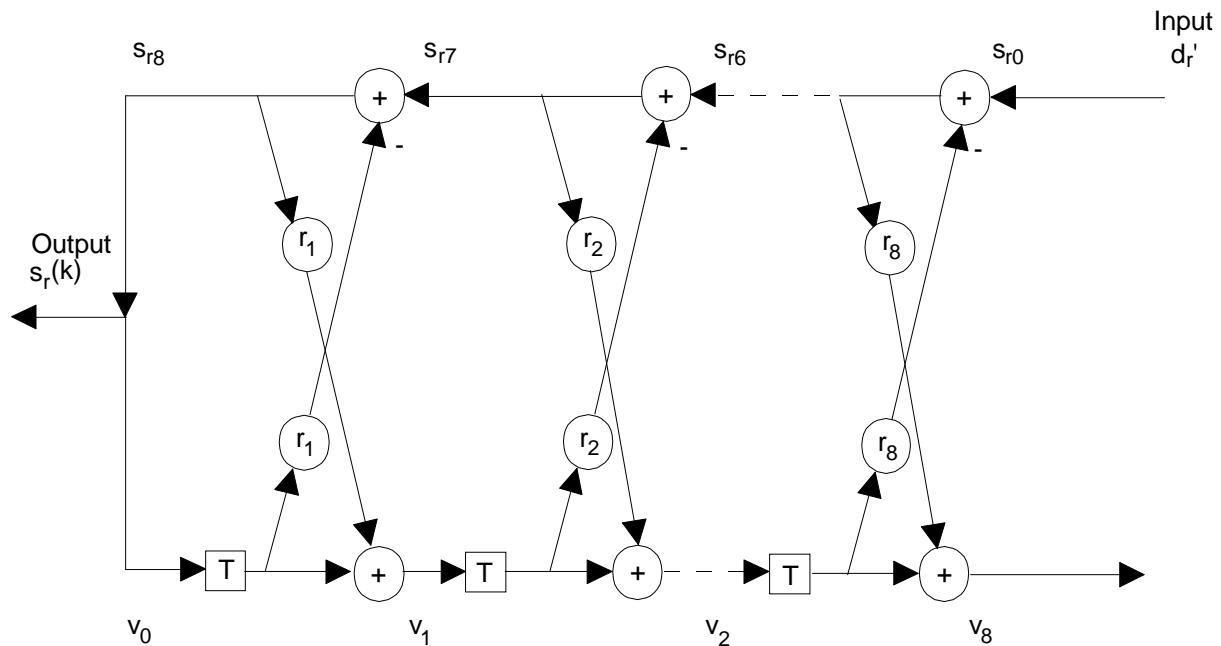 Input
s_r8 s_r7 s_r6 s_r0 d_r'
+ + +
- - -
r_1 r_2 r_8
Output
s_r(k)
r_1 r_2 r_8
T + T + T +
v_0 v_1 v_2 v_8